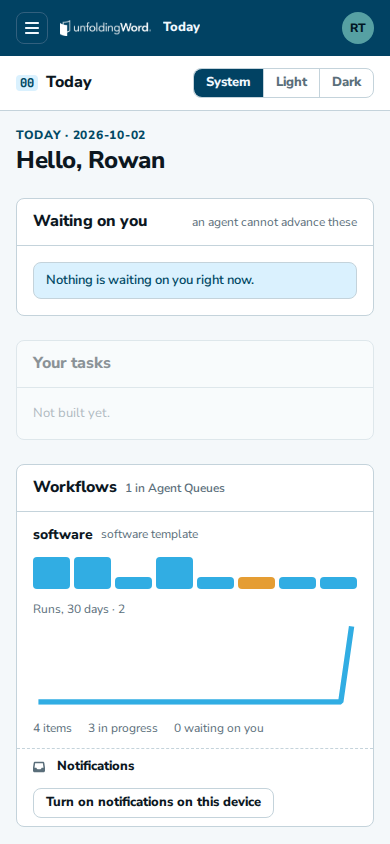 unfoldingWord. Today RT
00 Today System Light Dark
TODAY · 2026-10-02
Hello, Rowan
Waiting on you an agent cannot advance these
Nothing is waiting on you right now.
Your tasks
Not built yet.
Workflows 1 in Agent Queues
software software template
Runs, 30 days · 2
4 items 3 in progress 0 waiting on you
Notifications
Turn on notifications on this device